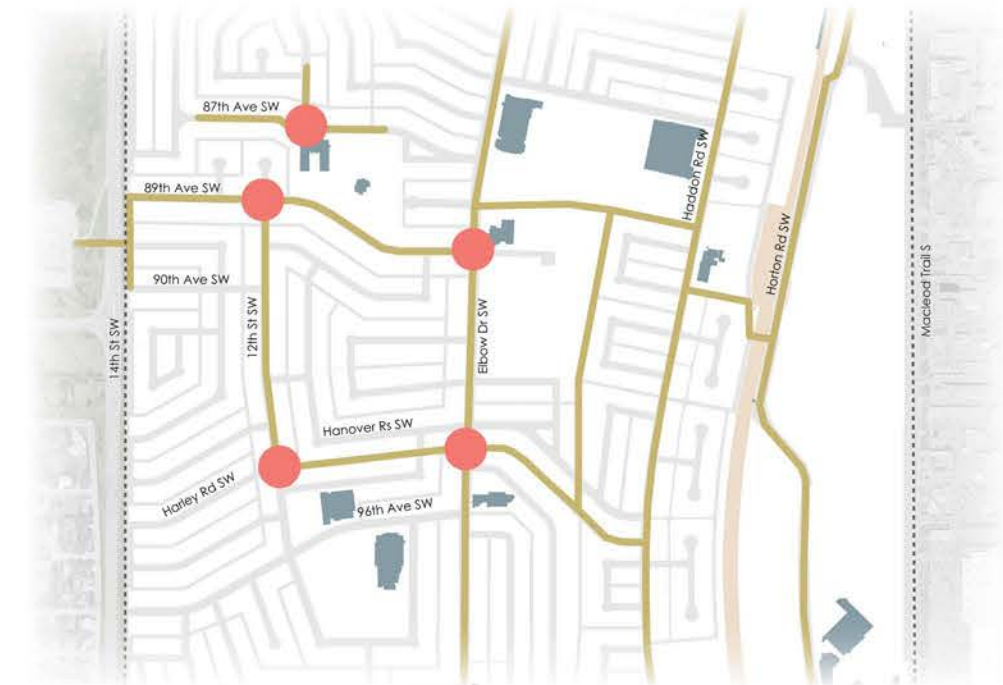 87th Ave SW
Haddon Rd SW
89th Ave SW
Horton Rd SW
Macleod Trail S
90th Ave SW
14th St SW
12th St SW
Elbow Dr SW
Hanover Rs SW
Harley Rd SW
96th Ave SW